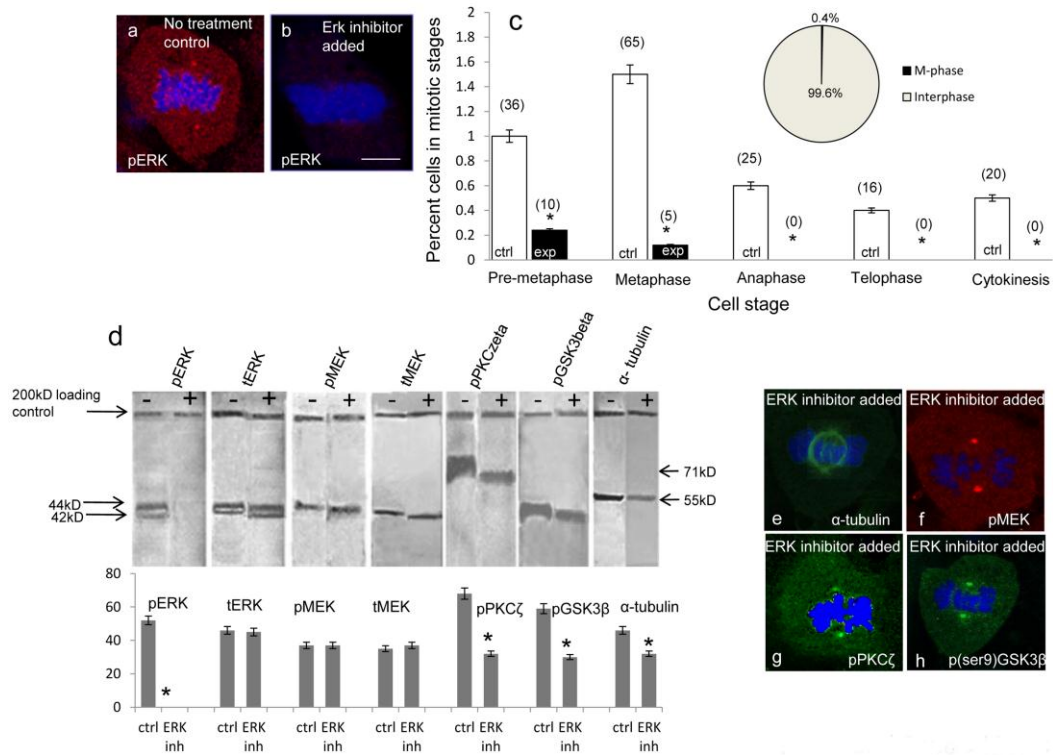 a
No treatment
control
pERK
b
Erk inhibitor
added
pERK
c
Percent cells in mitotic stages
2
1.8
1.6
1.4
1.2
1
0.8
0.6
0.4
0.2
0
(36)
(10)
*
(65)
(5)
*
(25)
(0)
*
(16)
(0)
*
(20)
(0)
*
ctrl exp ctrl exp ctrl ctrl ctrl
Pre-metaphase Metaphase Anaphase Telophase Cytokinesis
Cell stage
0.4%
99.6%
M-phase
Interphase
d
pERK tERK pMEK tMEK pPKCzeta pGSK3beta α- tubulin
200kD loading
control
- + - + - + - + - + - + - +
44kD
42kD
71kD
55kD
80
60
40
20
0
pERK tERK pMEK tMEK pPKCζ pGSK3β α-tubulin
* * * *
ctrl ERK ctrl ERK ctrl ERK ctrl ERK ctrl ERK ctrl ERK ctrl ERK
inh inh inh inh inh inh inh
ERK inhibitor added
e
α-tubulin
ERK inhibitor added
f
pMEK
ERK inhibitor added
g
pPKCζ
ERK inhibitor added
h
p(ser9)GSK3β